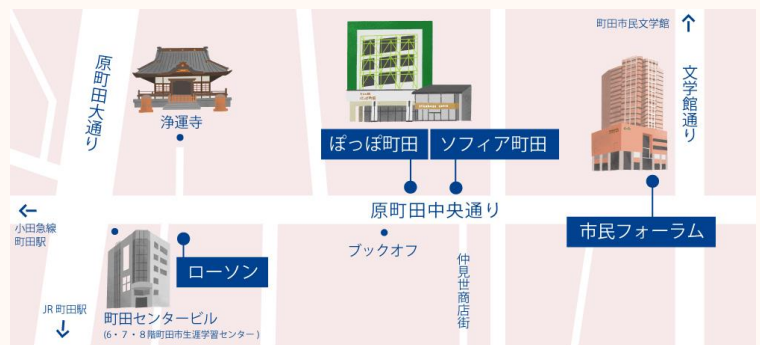 町田市民文学館
原町田大通り
文学館通り
浄運寺
ぽっぽ町田
ソフィア町田
原町田中央通り
市民フォーラム
小田急線
町田駅
ブックオフ
仲見世商店街
ローソン
JR町田駅
町田センタービル
(6・7・8階町田市生涯学習センター)